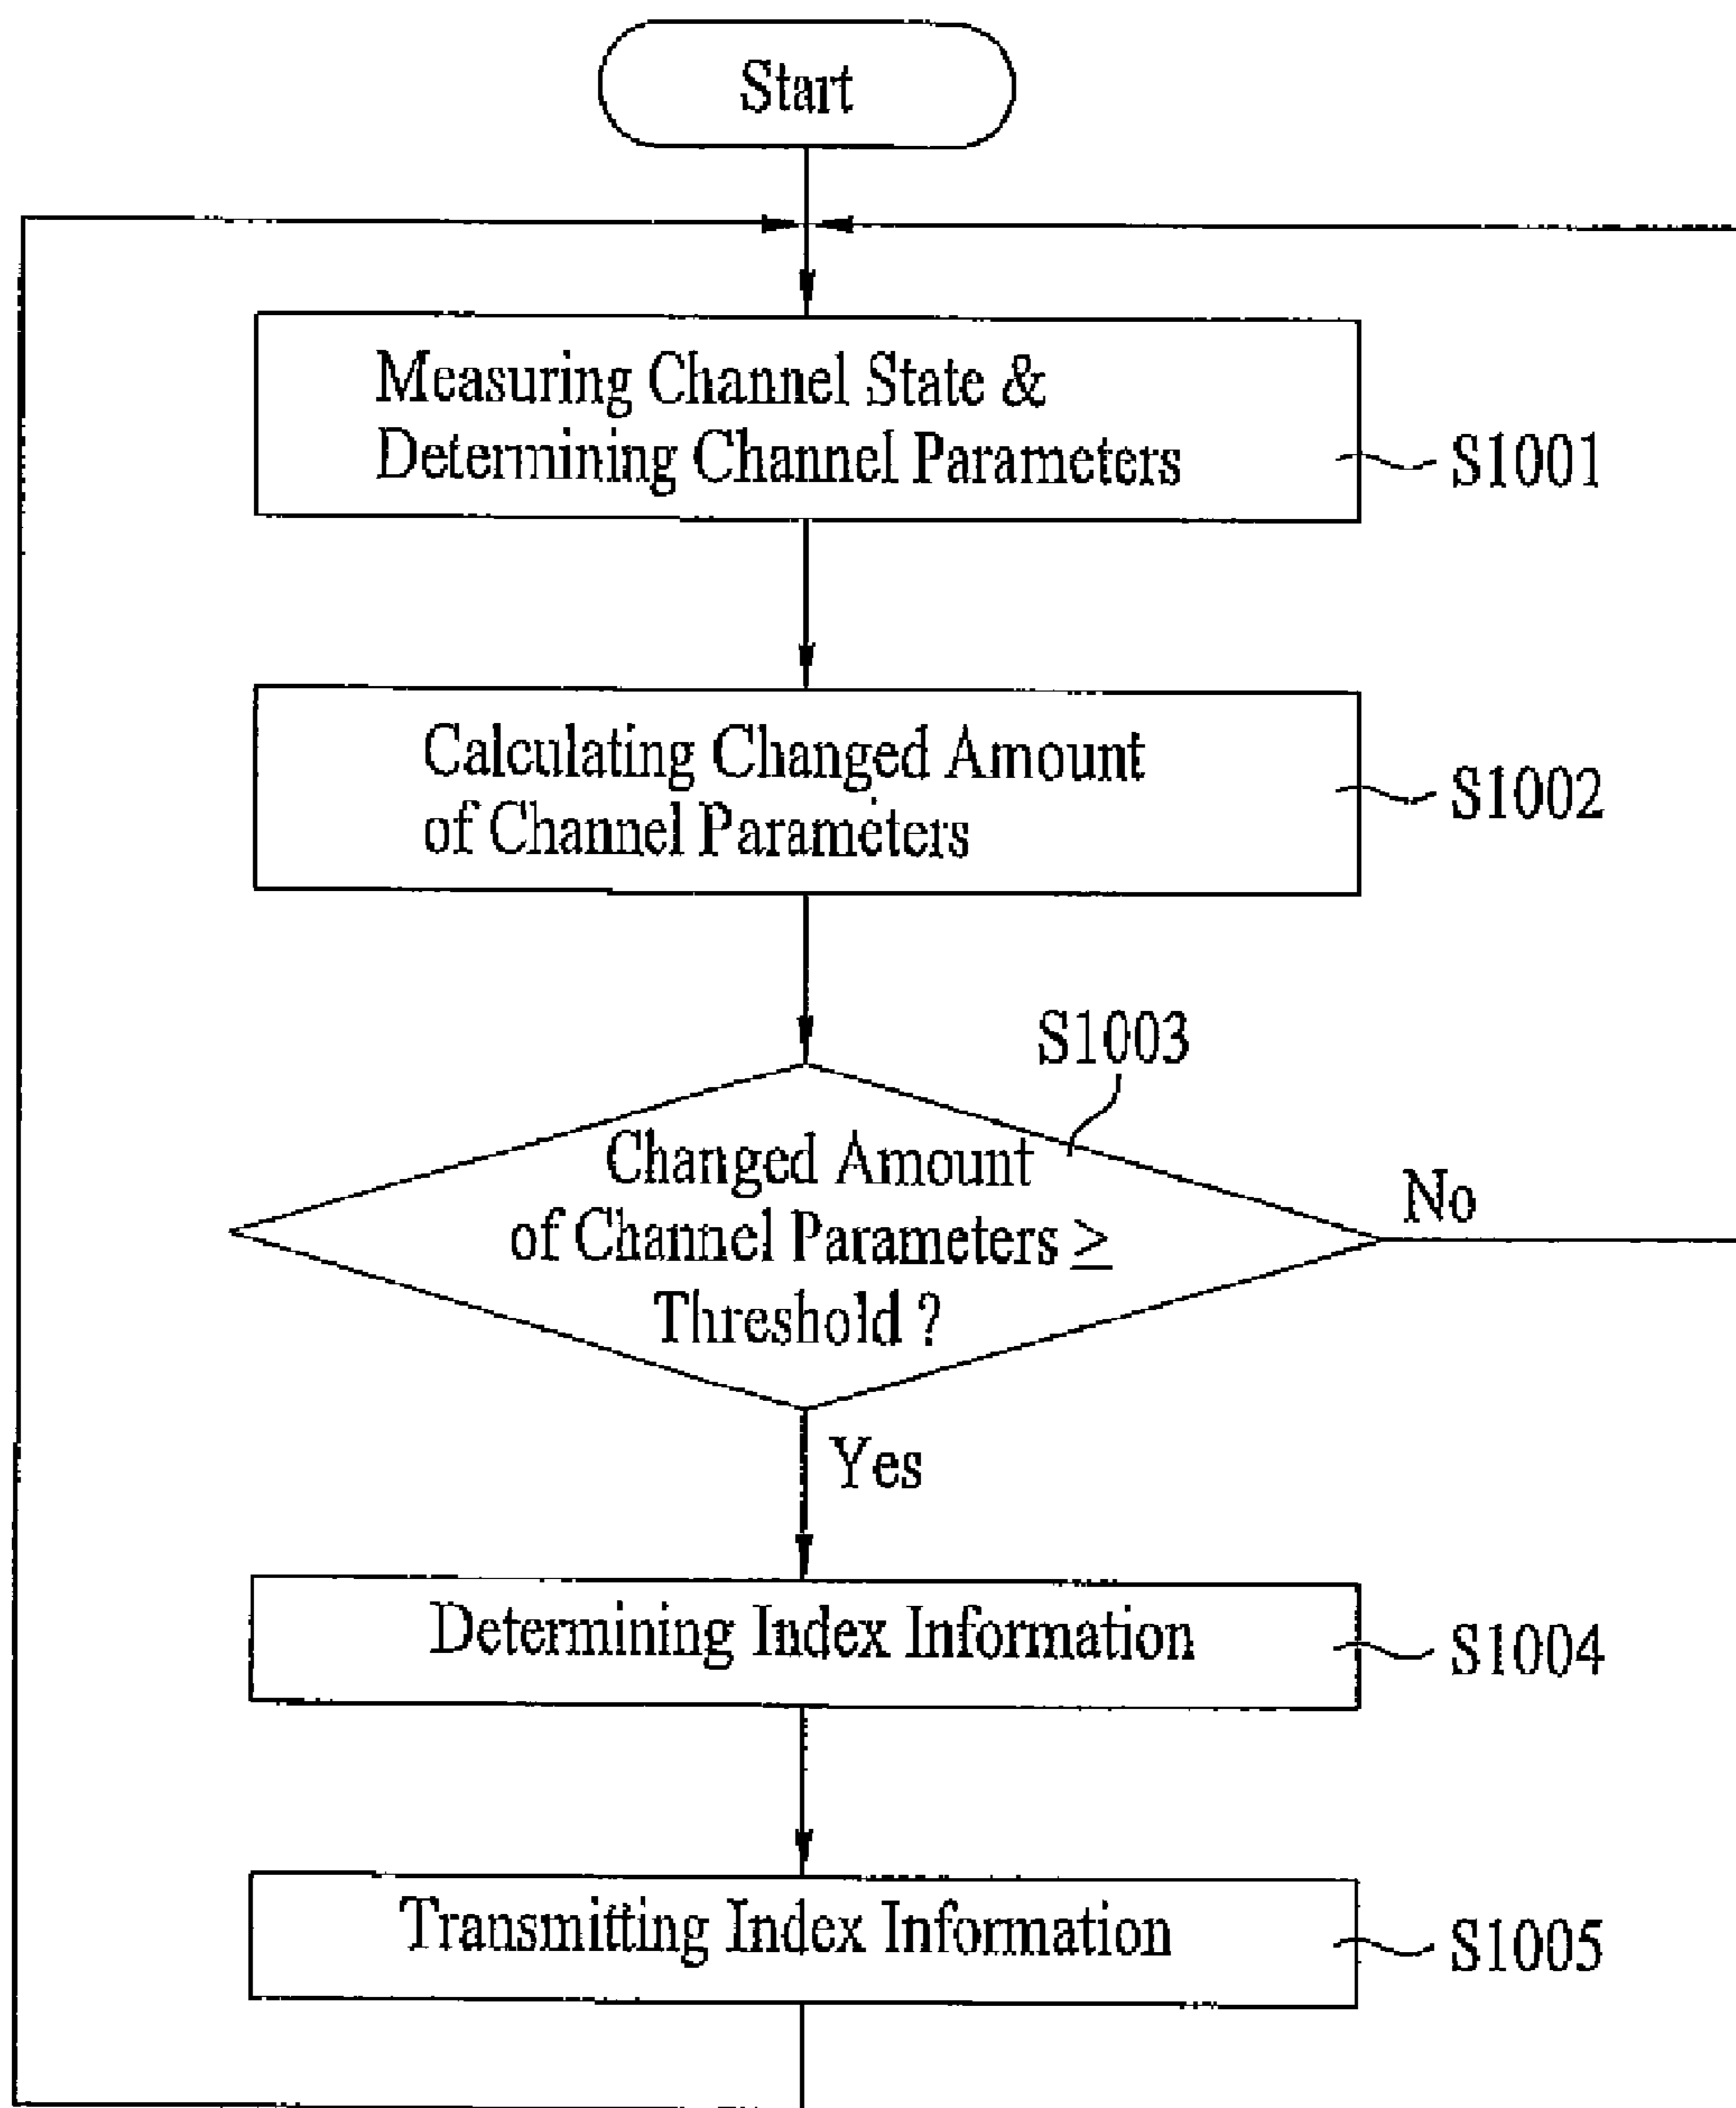 Start
Measuring Channel State &
Determining Channel Parameters
S1001
Calculating Changed Amount
of Channel Parameters
S1002
S1003
Changed Amount
of Channel Parameters ≥
Threshold ?
No
Yes
Determining Index Information
S1004
Transmitting Index Information
S1005